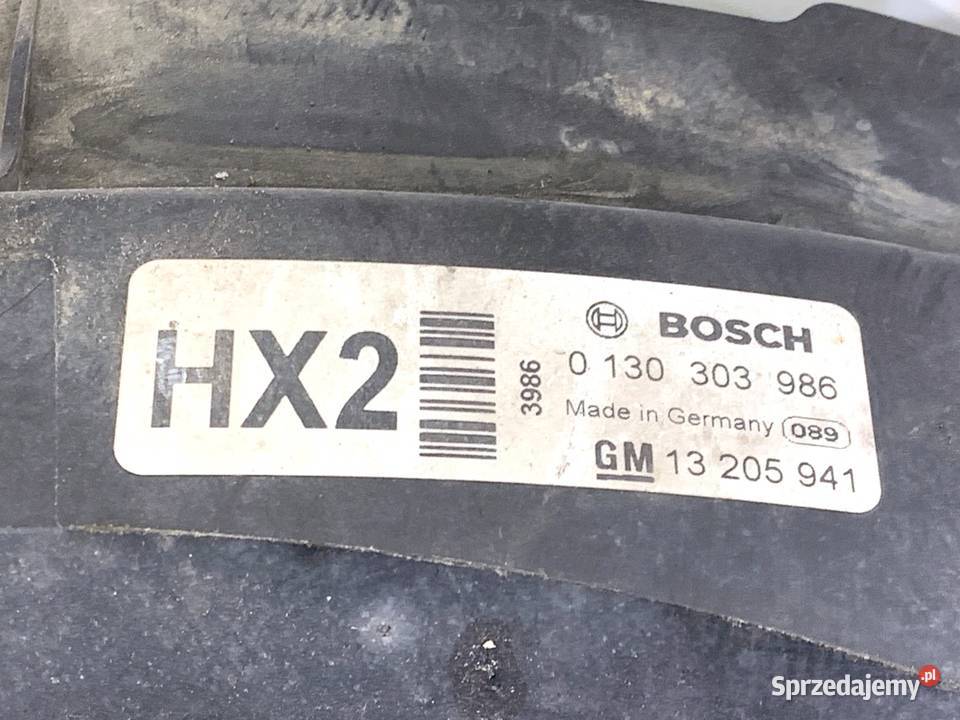 HX2
3986
BOSCH
0 130 303 986
Made in Germany 089
GM 13 205 941
Sprzedajemy.pl